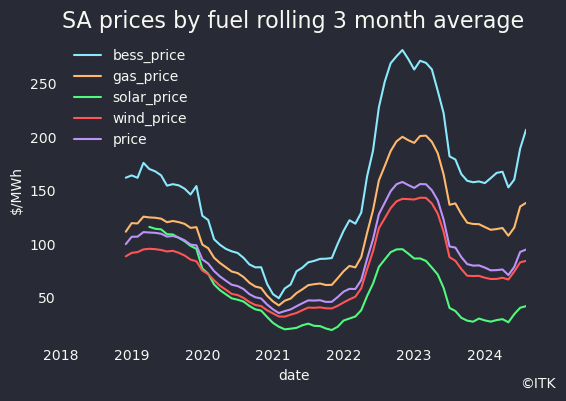 SA prices by fuel rolling 3 month average
bess_price
gas_price
solar_price
wind_price
price
$/MWh
250
200
150
100
50
2018 2019 2020 2021 2022 2023 2024
date
©ITK